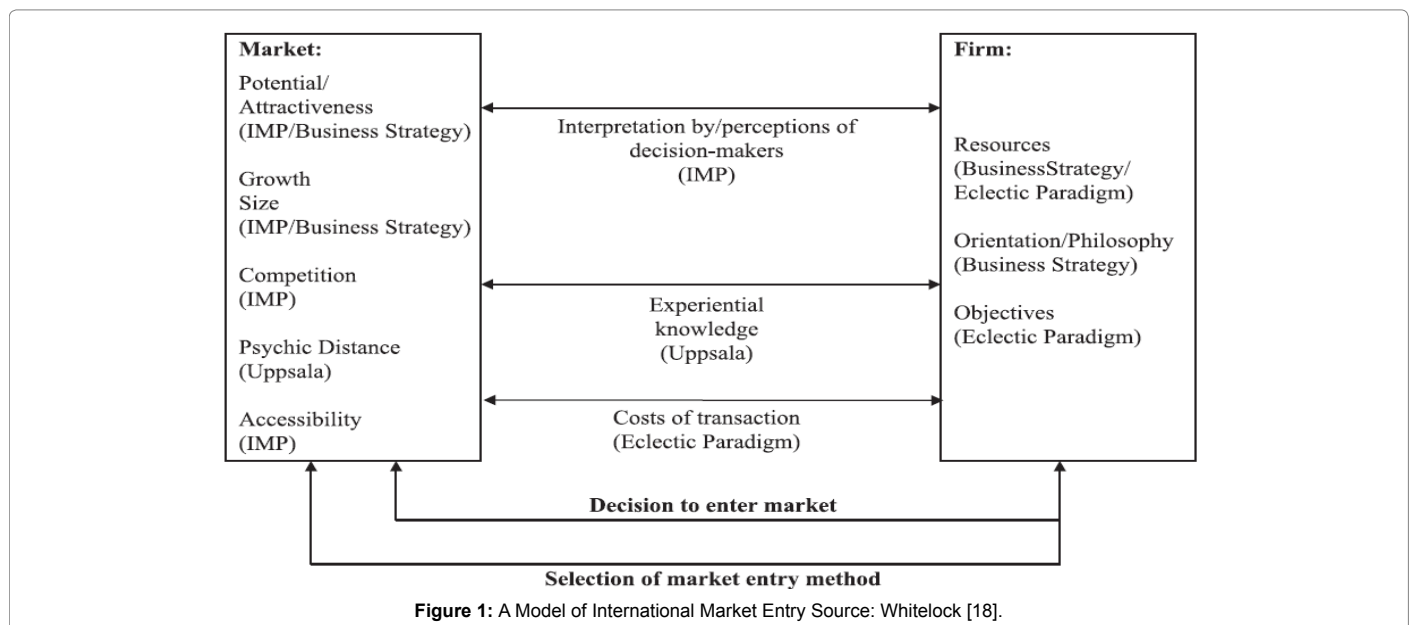 Market:
Potential/
Attractiveness
(IMP/Business Strategy)
Growth
Size
(IMP/Business Strategy)
Competition
(IMP)
Psychic Distance
(Uppsala)
Accessibility
(IMP)
Interpretation by/perceptions of
decision-makers
(IMP)
Experiential
knowledge
(Uppsala)
Costs of transaction
(Eclectic Paradigm)
Firm:
Resources
(BusinessStrategy/
Eclectic Paradigm)
Orientation/Philosophy
(Business Strategy)
Objectives
(Eclectic Paradigm)
Decision to enter market
Selection of market entry method
Figure 1: A Model of International Market Entry Source: Whitelock [18].